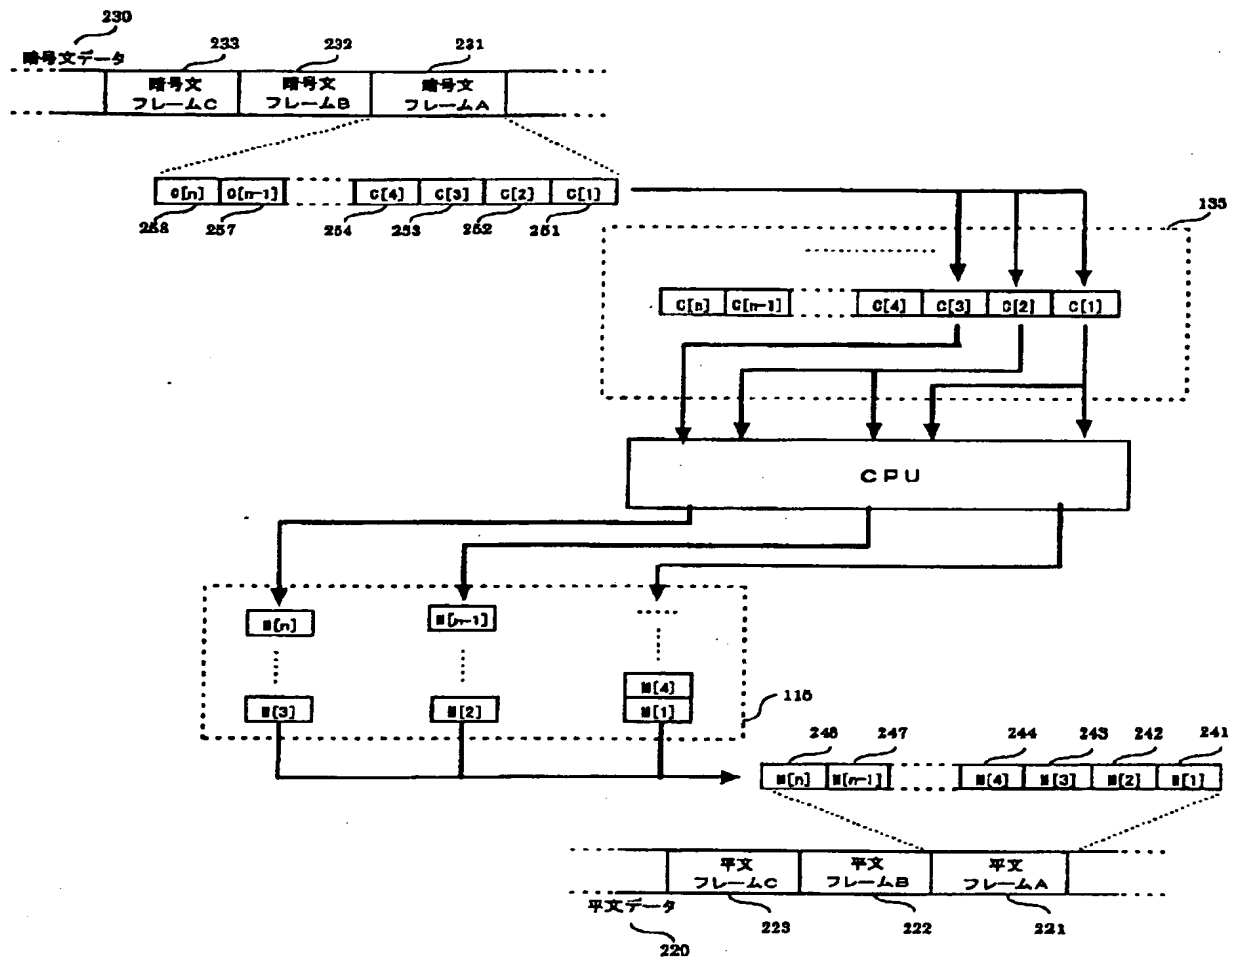 230
暗号文データ
233
232
231
暗号文
フレームC
暗号文
フレームB
暗号文
フレームA
C[n]
C[n-1]
C[4]
C[3]
C[2]
C[1]
258
257
254
253
252
251
135
C[n]
C[n-1]
C[4]
C[3]
C[2]
C[1]
CPU
M[n]
M[n-1]
M[3]
M[2]
M[4]
M[1]
115
248
247
244
243
242
241
M[n]
M[n-1]
M[4]
M[3]
M[2]
M[1]
平文
フレームC
平文
フレームB
平文
フレームA
平文データ
220
223
222
221